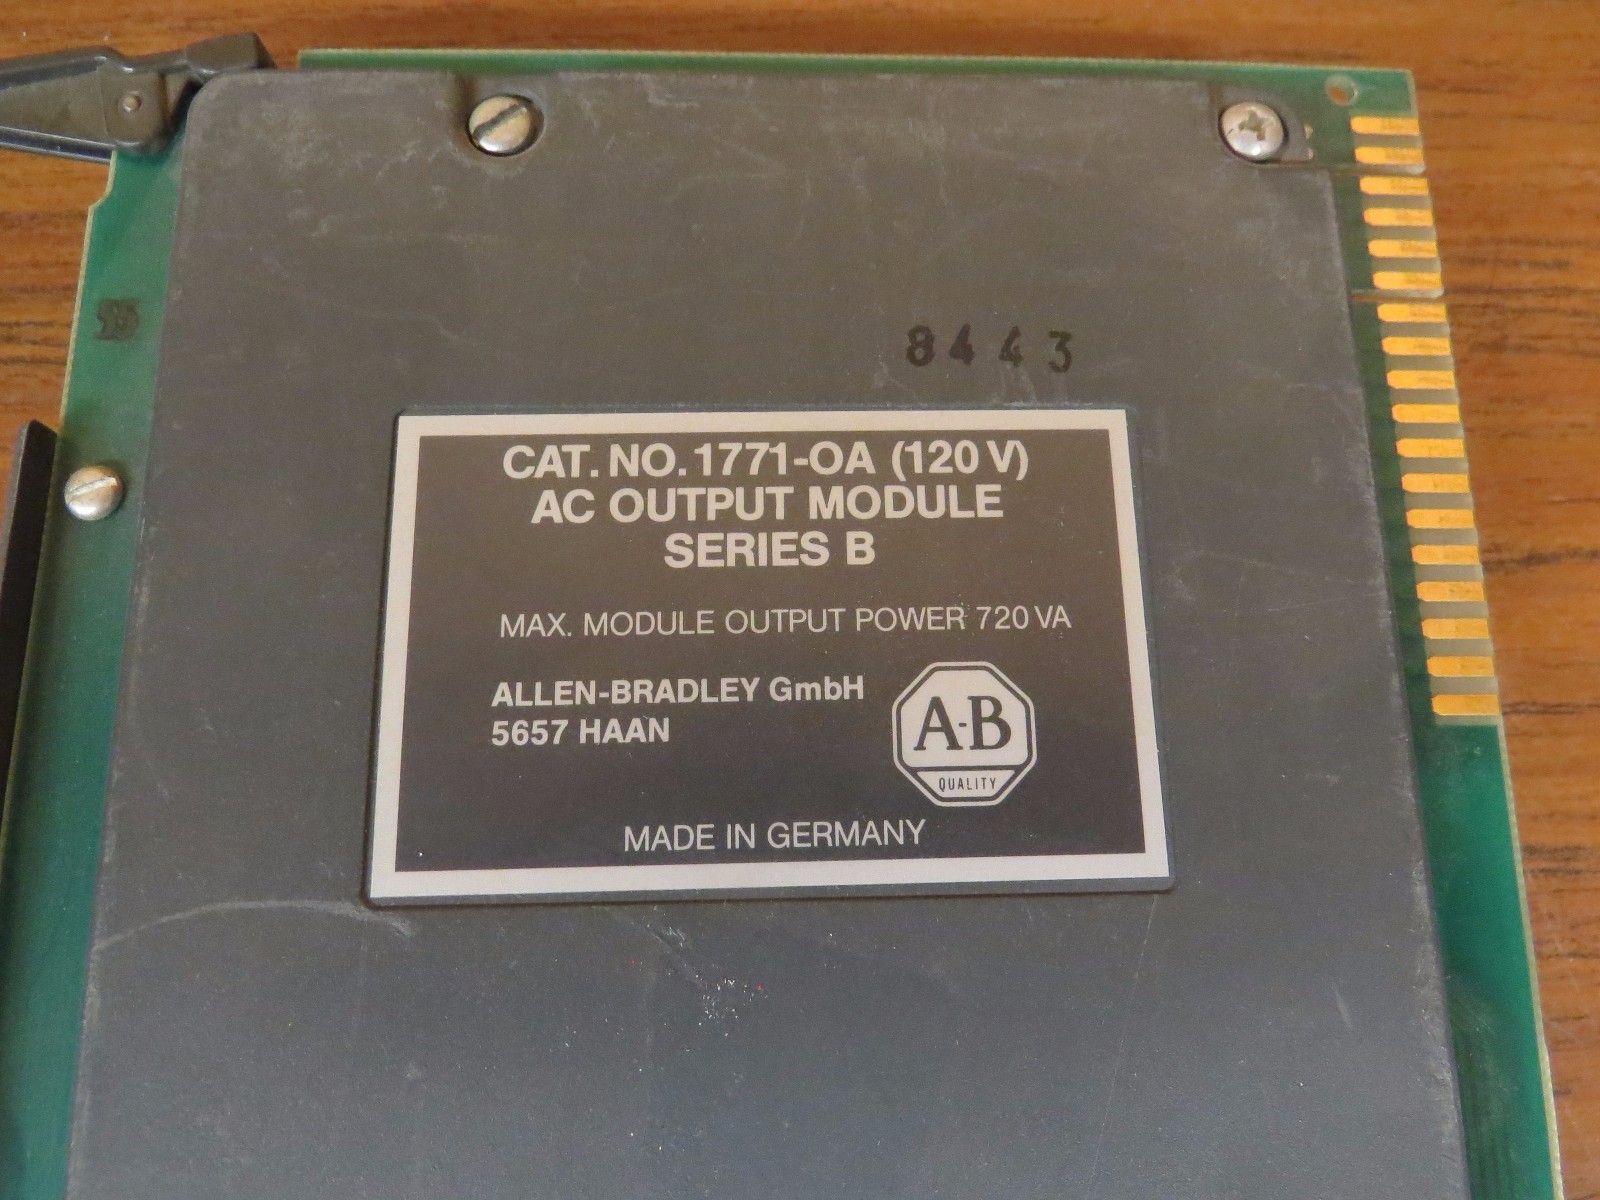 8443
CAT. NO. 1771-OA (120 V)
AC OUTPUT MODULE
SERIES B
MAX. MODULE OUTPUT POWER 720 VA
ALLEN-BRADLEY GmbH
5657 HAAN
A-B
QUALITY
MADE IN GERMANY